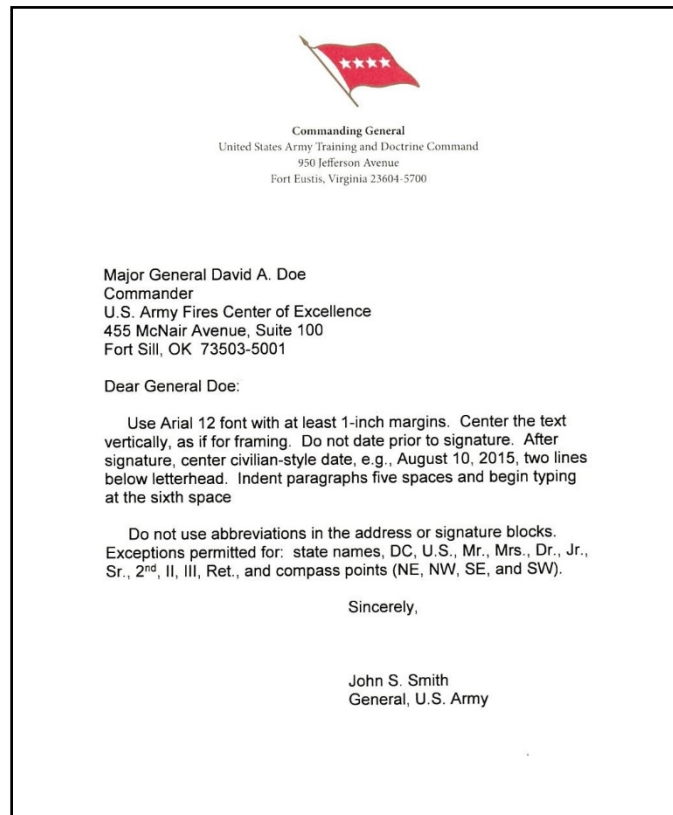 Commanding General
United States Army Training and Doctrine Command
950 Jefferson Avenue
Fort Eustis, Virginia 23604-5700
Major General David A. Doe
Commander
U.S. Army Fires Center of Excellence
455 McNair Avenue, Suite 100
Fort Sill, OK  73503-5001
Dear General Doe:
Use Arial 12 font with at least 1-inch margins.  Center the text
vertically, as if for framing.  Do not date prior to signature.  After
signature, center civilian-style date, e.g., August 10, 2015, two lines
below letterhead.  Indent paragraphs five spaces and begin typing
at the sixth space
Do not use abbreviations in the address or signature blocks.
Exceptions permitted for:  state names, DC, U.S., Mr., Mrs., Dr., Jr.,
Sr., 2nd, II, III, Ret., and compass points (NE, NW, SE, and SW).
Sincerely,
John S. Smith
General, U.S. Army